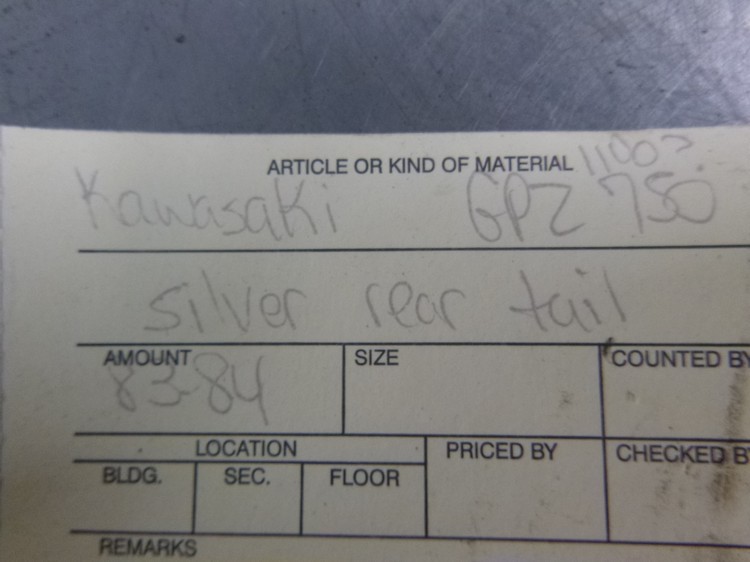 ARTICLE OR KIND OF MATERIAL 1100?
Kawasaki GPZ 750
silver rear tail
AMOUNT SIZE COUNTED BY
83-84
LOCATION PRICED BY CHECKED B
BLDG. SEC. FLOOR
REMARKS